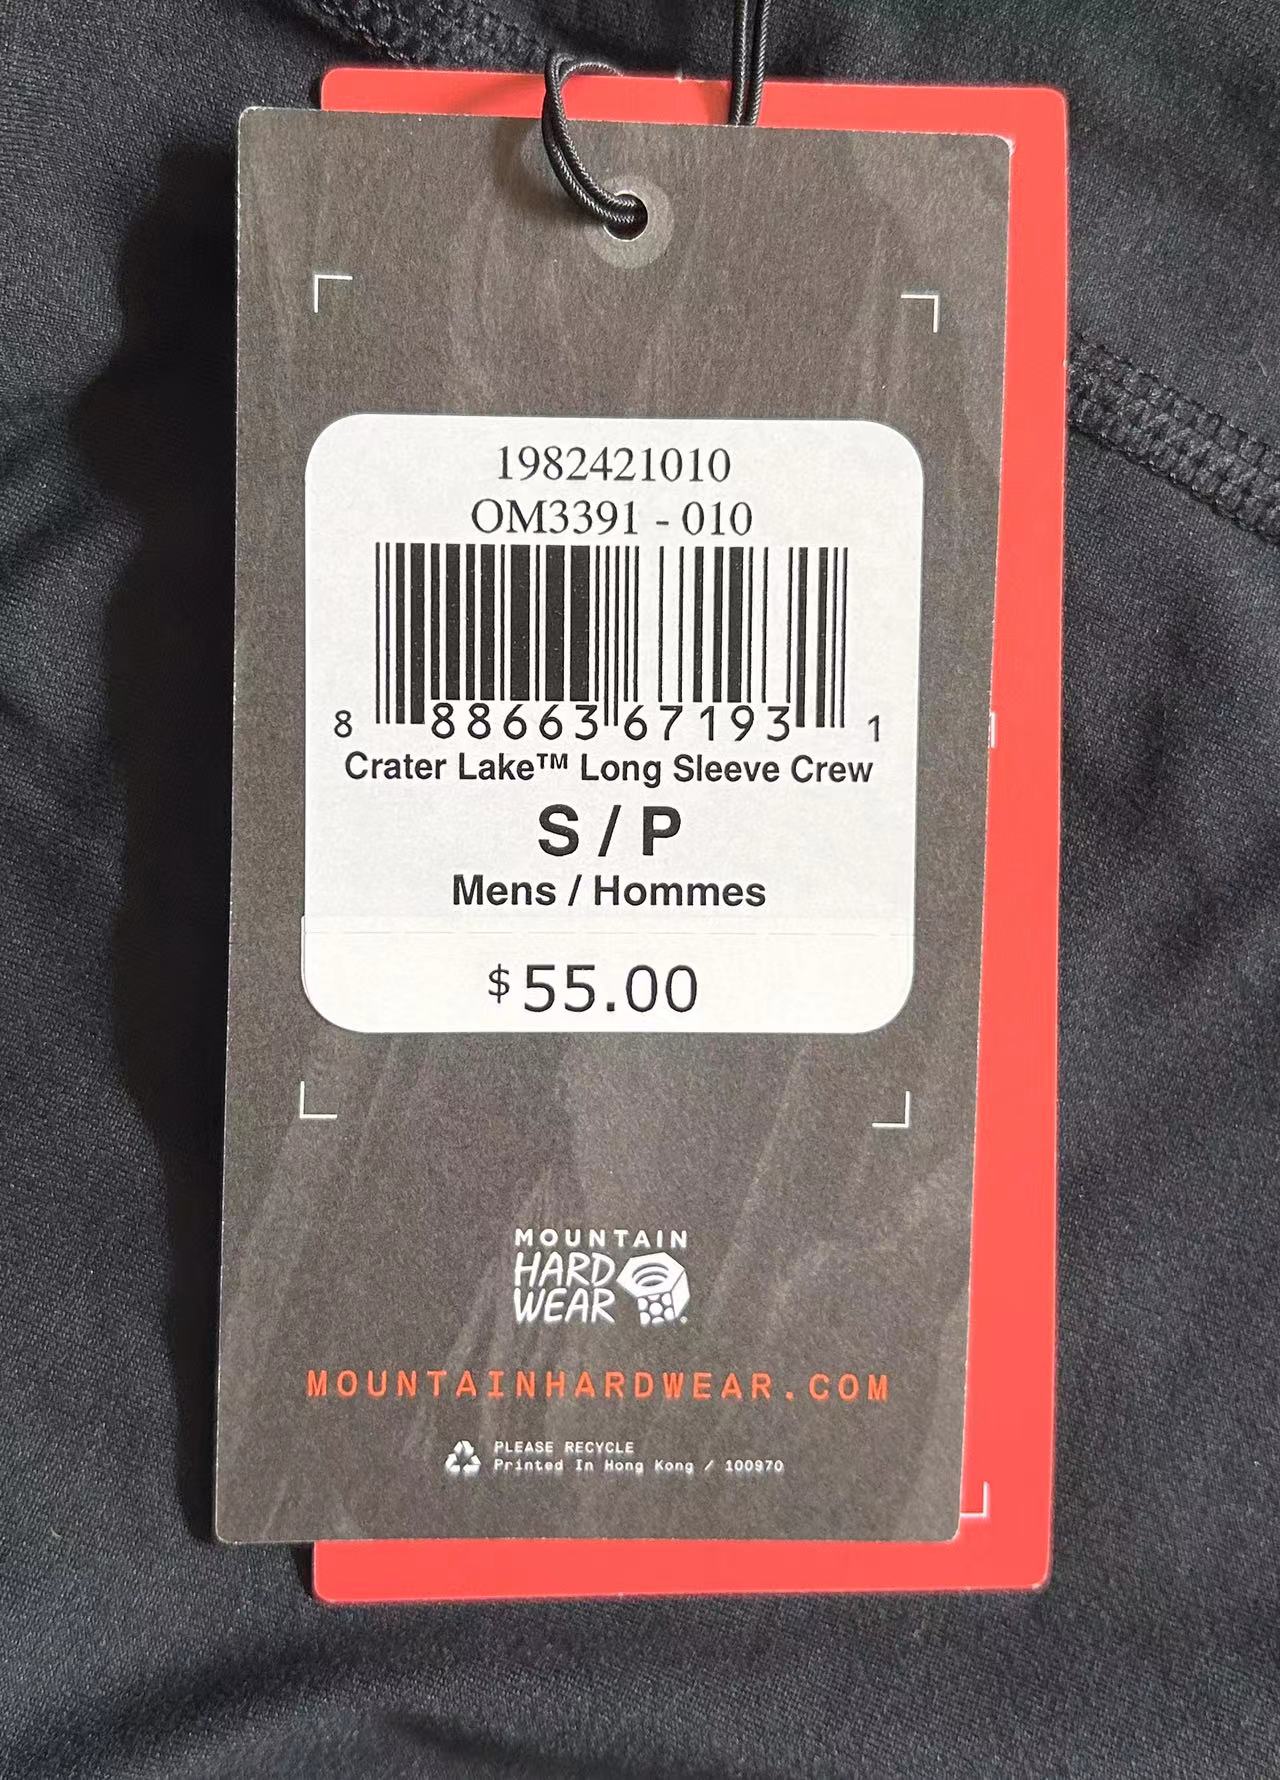 1982421010
OM3391 - 010
8 88663 67193 1
Crater Lake™ Long Sleeve Crew
S / P
Mens / Hommes
$55.00
MOUNTAIN
HARD
WEAR
MOUNTAINHARDWEAR.COM
PLEASE RECYCLE
Printed In Hong Kong / 100970